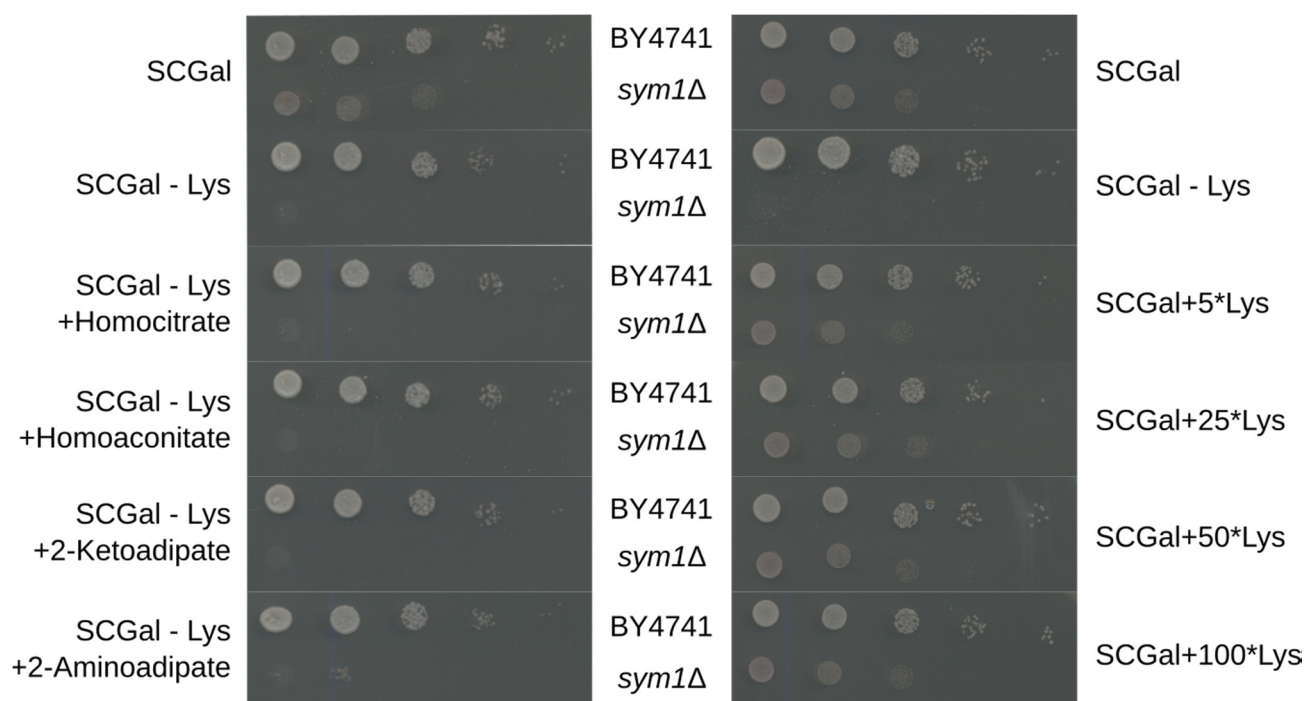 SCGal
BY4741
sym1Δ
SCGal
SCGal - Lys
BY4741
sym1Δ
SCGal - Lys
SCGal - Lys
+Homocitrate
BY4741
sym1Δ
SCGal+5*Lys
SCGal - Lys
+Homoaconitate
BY4741
sym1Δ
SCGal+25*Lys
SCGal - Lys
+2-Ketoadipate
BY4741
sym1Δ
SCGal+50*Lys
SCGal - Lys
+2-Aminoadipate
BY4741
sym1Δ
SCGal+100*Lys